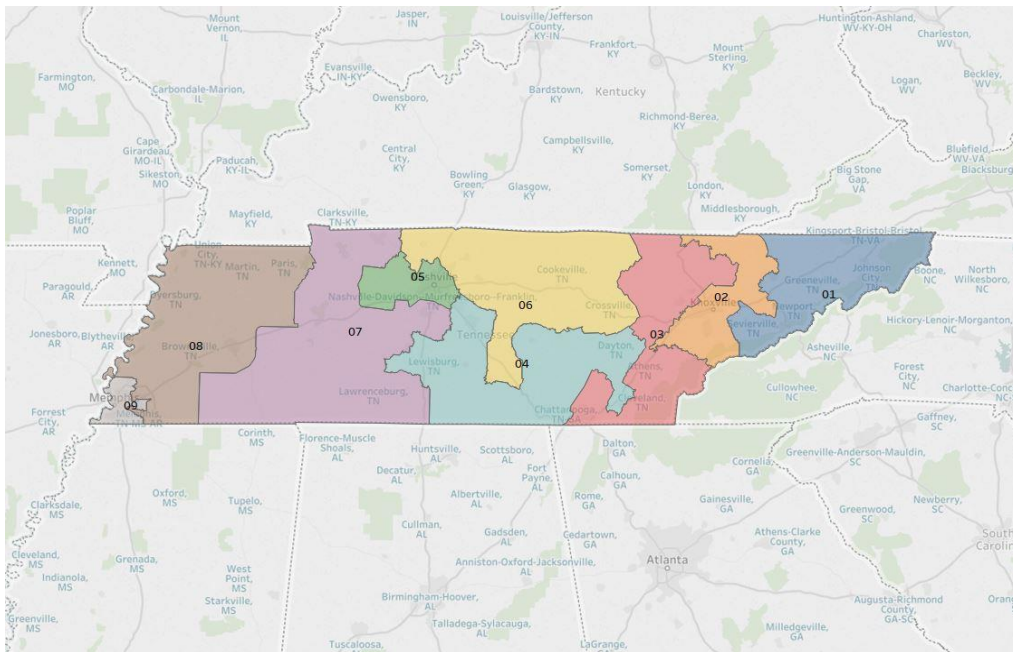 Mount
Vernon,
IL
Jasper,
IN
Louisville/Jefferson
County,
KY-IN
Frankfort,
KY
Mount
Sterling,
KY
Huntington-Ashland,
WV-KY-OH
Charleston,
WV
Farmington,
MO
Carbondale-Marion,
IL
Evansville,
IN-KY
Owensboro,
KY
Bardstown,
KY
Kentucky
Logan,
WV
Beckley,
WV
Richmond-Berea,
KY
Cape
Girardeau,
MO-IL
Sikeston,
MO
Paducah,
KY-IL
Central
City,
KY
Campbellsville,
KY
Somerset,
KY
London,
KY
Big Stone
Gap,
VA
Bluefield,
WV-VA
Blacksburg
Bowling
Green,
KY
Glasgow,
KY
Middlesborough,
KY
Poplar
Bluff,
MO
Mayfield,
KY
Clarksville,
TN-KY
Kingsport-Bristol-Bristol,
TN-VA
Kennett,
MO
Union
City,
TN-KY
Martin,
TN
Paris,
TN
05
Cookeville,
TN
Greeneville,
TN
Johnson
City,
TN
Boone,
NC
North
Wilkesboro,
NC
Paragould,
AR
Dyersburg,
TN
Nashville-Davidson-Murfreesboro-Franklin,
TN
06
Crossville,
TN
Knoxville,
02
01
Newport,
TN
Sevierville,
TN
Hickory-Lenoir-Morganton,
NC
Jonesboro,
AR
Blytheville,
AR
07
Tennessee
03
08
Brownsville,
TN
Lewisburg,
TN
04
Dayton,
TN
Athens,
TN
Asheville,
NC
Forest
City,
NC
Cullowhee,
NC
Lawrenceburg,
TN
Cleveland,
TN
Memphis
09
Memphis,
TN-MS-AR
Chattanooga,
TN-GA
Forrest
City,
AR
Gaffney,
SC
Corinth,
MS
Florence-Muscle
Shoals,
AL
Huntsville,
AL
Scottsboro,
AL
Dalton,
GA
Cornelia,
GA
Greenville-Anderson-Mauldin,
SC
Decatur,
AL
Fort
Payne,
AL
Calhoun,
GA
Oxford,
MS
Tupelo,
MS
Albertville,
AL
Rome,
GA
Gainesville,
GA
Greenwood,
SC
Newberry,
SC
Clarksdale,
MS
Cullman,
AL
Gadsden,
AL
Cedartown,
GA
Athens-Clarke
County,
GA
South
Cleveland,
MS
Grenada,
MS
Anniston-Oxford-Jacksonville,
AL
Atlanta
Indianola,
MS
West
Point,
MS
Starkville,
MS
Birmingham-Hoover,
AL
Augusta-Richmond
County,
GA-SC
Greenville,
MS
Talladega-Sylacauga,
AL
Milledgeville,
GA
Tuscaloosa,
LaGrange,